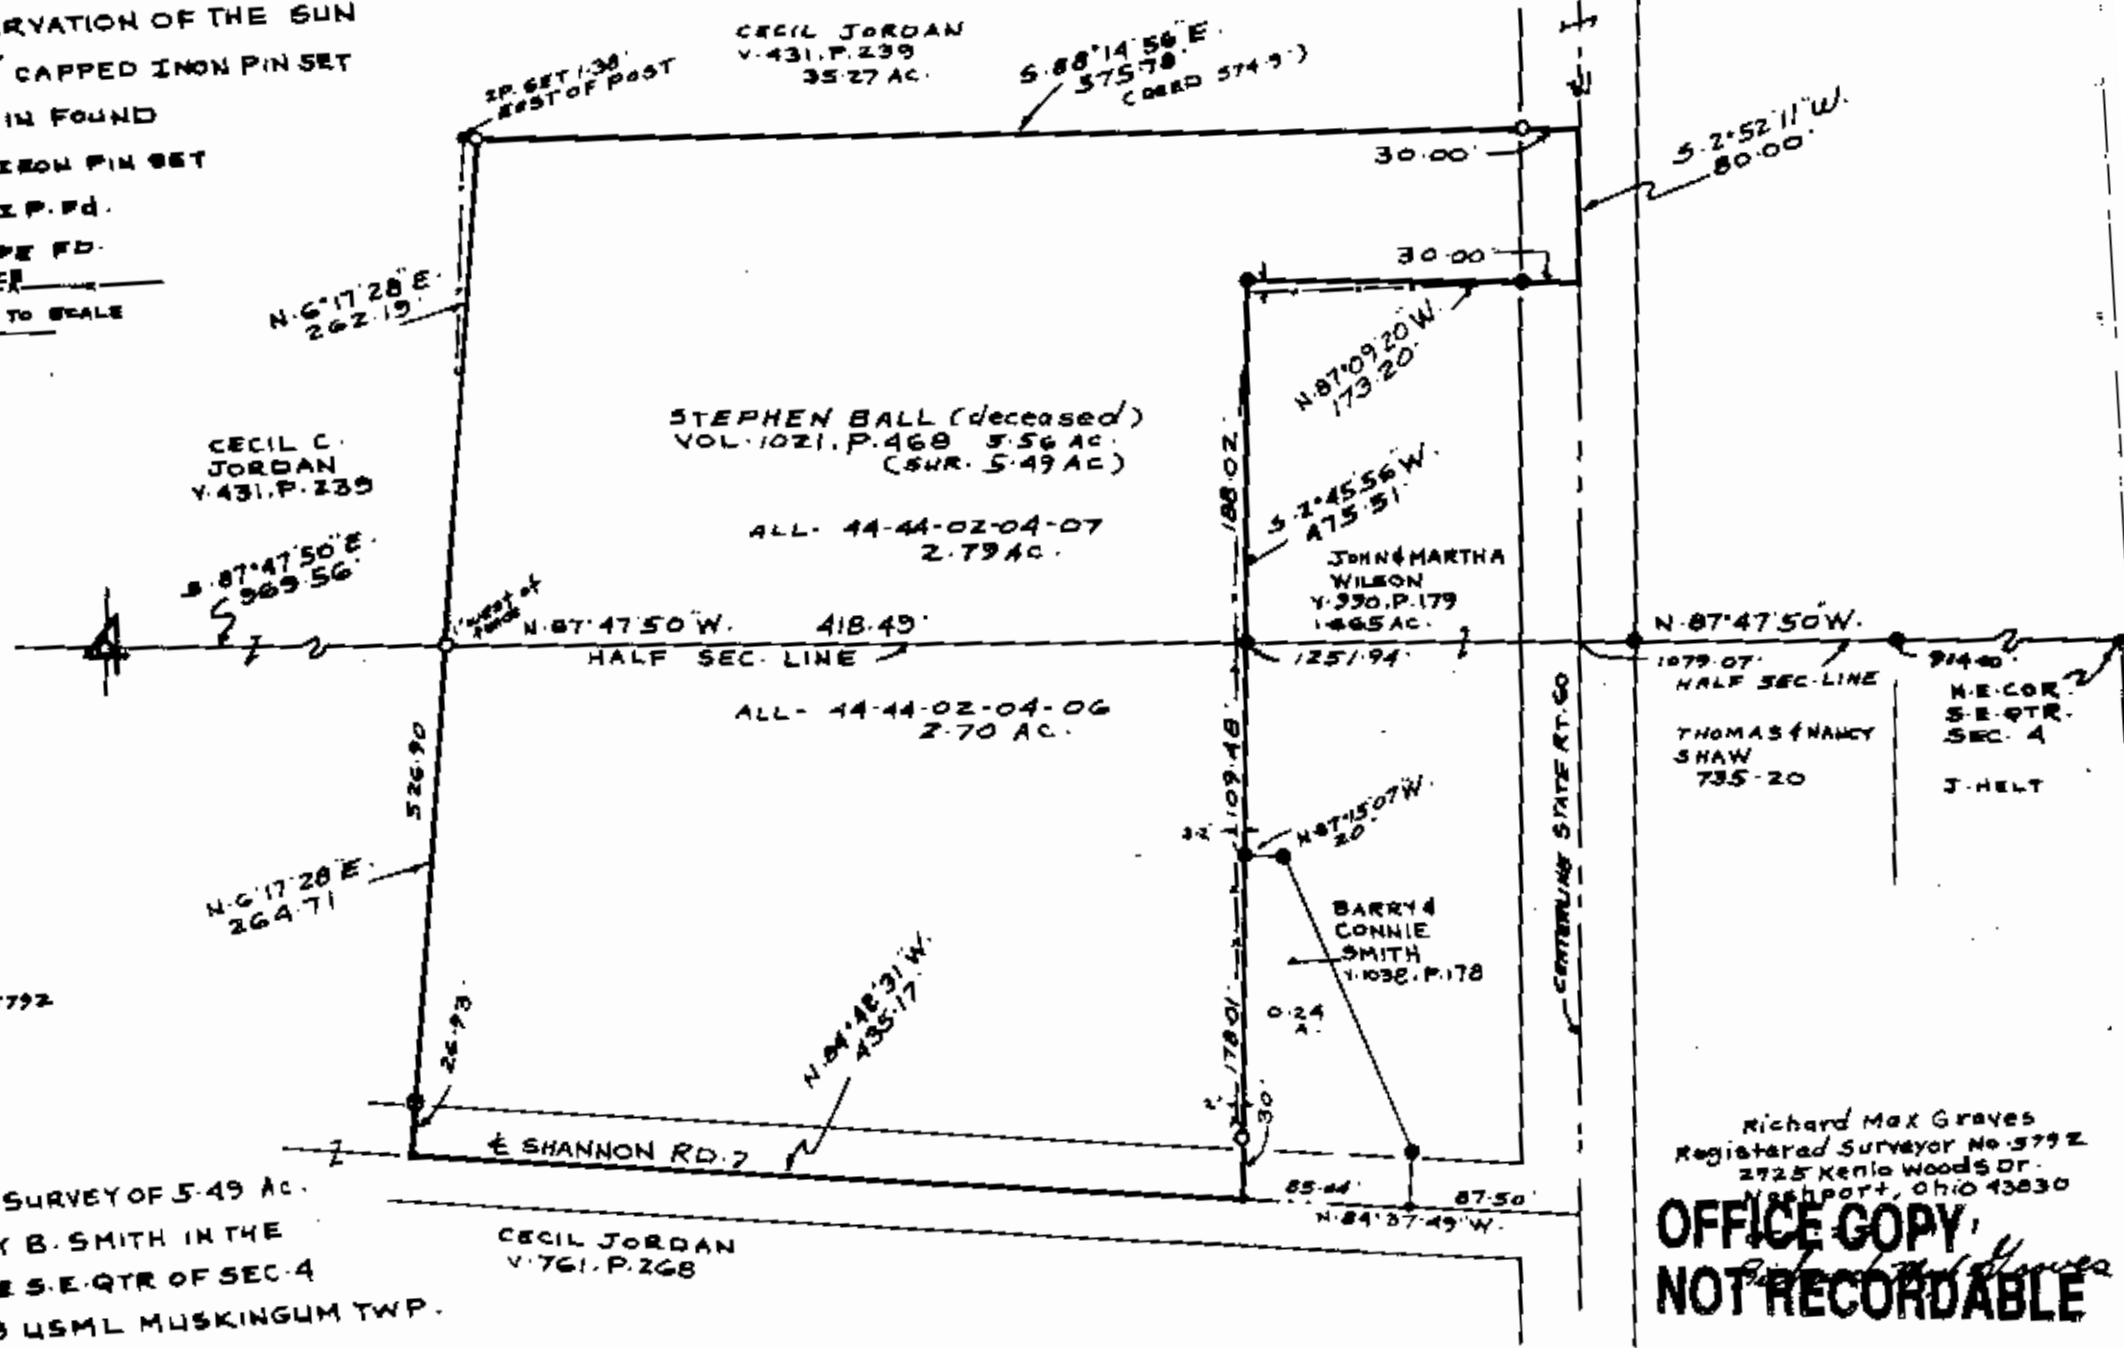 RVATION OF THE SUN
CAPPED IRON PIN SET
IN FOUND
IRON PIN SET
I P. Fd.
PE FD.
TO SCALE
I.P. SET 1.38'
EAST OF POST
CECIL JORDAN
V.431, P.239
35.27 AC.
S.88°14'56"E.
575.78'
(DEED 574.9')
30.00'
S.2°52'11"W.
80.00'
30.00'
N.6°17'28"E.
262.19'
N.87°09'20"W.
173.20'
STEPHEN BALL (deceased)
VOL.1021, P.468 5.56 AC.
(SUR. 5.49 AC)
188.02'
CECIL C.
JORDAN
V.431, P.239
S.2°45'56"W.
475.51'
ALL- 44-44-02-04-07
2.79 AC.
S.87°47'50"E.
969.56'
JOHN & MARTHA
WILSON
V.990, P.179
1.465 AC.
N.87°47'50"W. 418.49'
HALF SEC. LINE
1251.94'
N.87°47'50"W.
1079.07'
HALF SEC. LINE
N.E. COR.
S.E. QTR.
SEC. 4
J. HELT
THOMAS & NANCY
SHAW
735-20
ALL- 44-44-02-04-06
2.70 AC.
526.90
109.48'
CENTERLINE STATE RT. 60
N.87°15'07"W.
20'
N.6°17'28"E.
264.71
BARRY &
CONNIE
SMITH
V.1038, P.178
0.24
A.
178.01'
26.93'
N.84°48'31"W.
435.17'
5792
2'
30'
℄ SHANNON RD. 7
85.44'
87.50'
N.84°37'49"W.
CECIL JORDAN
V.761, P.268
SURVEY OF 5.49 AC.
Y B. SMITH IN THE
E S.E. QTR OF SEC. 4
3 USML MUSKINGUM TWP.
Richard Max Graves
Registered Surveyor No. 5792
2725 Kenlo Woods Dr.
Nashport, Ohio 43830
OFFICE COPY
NOT RECORDABLE